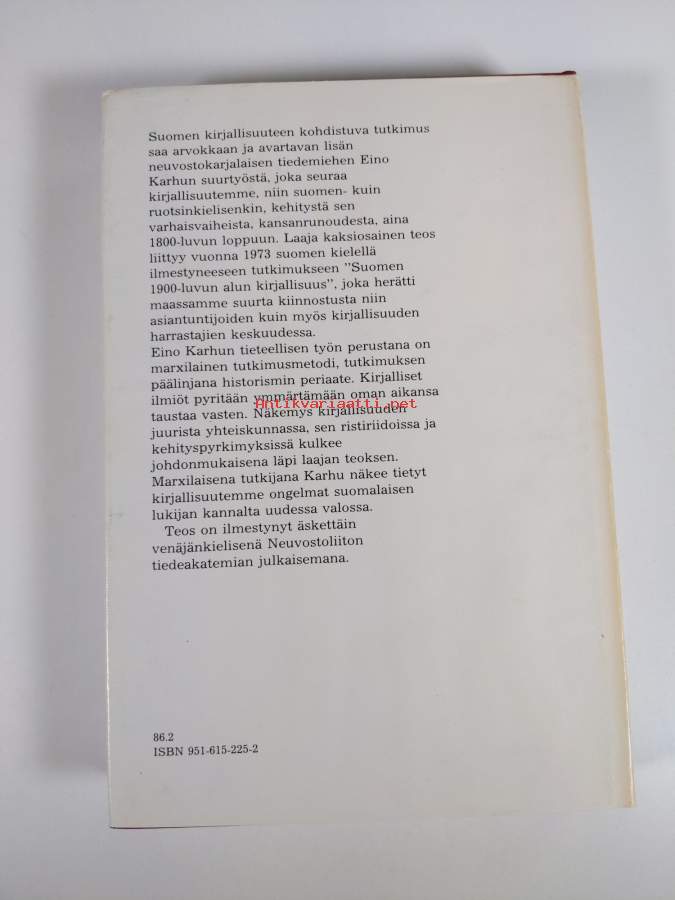 Suomen kirjallisuuteen kohdistuva tutkimus
saa arvokkaan ja avartavan lisän
neuvostokarjalaisen tiedemiehen Eino
Karhun suurtyöstä, joka seuraa
kirjallisuutemme, niin suomen- kuin
ruotsinkielisenkin, kehitystä sen
varhaisvaiheista, kansanrunoudesta, aina
1800-luvun loppuun. Laaja kaksiosainen teos
liittyy vuonna 1973 suomen kielellä
ilmestyneeseen tutkimukseen "Suomen
1900-luvun alun kirjallisuus", joka herätti
maassamme suurta kiinnostusta niin
asiantuntijoiden kuin myös kirjallisuuden
harrastajien keskuudessa.
Eino Karhun tieteellisen työn perustana on
marxilainen tutkimusmetodi, tutkimuksen
päälinjana historismin periaate. Kirjalliset
ilmiöt pyritään ymmärtämään oman aikansa
Antikvariaatti.net
taustaa vasten. Näkemys kirjallisuuden
juurista yhteiskunnassa, sen ristiriidoissa ja
kehityspyrkimyksissä kulkee
johdonmukaisena läpi laajan teoksen.
Marxilaisena tutkijana Karhu näkee tietyt
kirjallisuutemme ongelmat suomalaisen
lukijan kannalta uudessa valossa.
Teos on ilmestynyt äskettäin
venäjänkielisenä Neuvostoliiton
tiedeakatemian julkaisemana.
86.2
ISBN 951-615-225-2